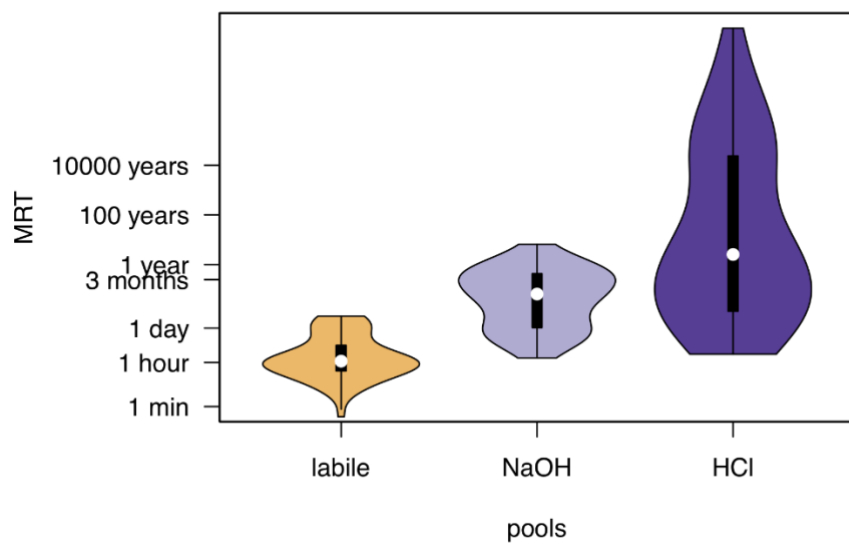 MRT
10000 years
100 years
1 year
3 months
1 day
1 hour
1 min
labile
NaOH
HCl
pools